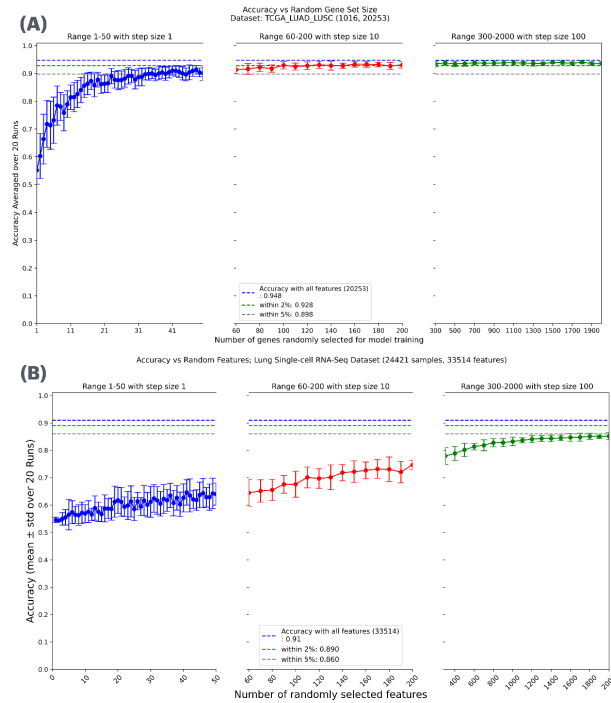 (A)
Accuracy vs Random Gene Set Size
Dataset: TCGA_LUAD_LUSC (1016, 20253)
Range 1-50 with step size 1
Range 60-200 with step size 10
Range 300-2000 with step size 100
Accuracy Averaged over 20 Runs
1.0
0.9
0.8
0.7
0.6
0.5
0.4
0.3
0.2
0.1
0.0
Accuracy with all features (20253)
: 0.948
within 2%: 0.928
within 5%: 0.898
1 11 21 31 41
60 80 100 120 140 160 180 200
300 500 700 900 1100 1300 1500 1700 1900
Number of genes randomly selected for model training
(B)
Accuracy vs Random Features; Lung Single-cell RNA-Seq Dataset (24421 samples, 33514 features)
Range 1-50 with step size 1
Range 60-200 with step size 10
Range 300-2000 with step size 100
Accuracy (mean ± std over 20 Runs)
1.0
0.9
0.8
0.7
0.6
0.5
0.4
0.3
0.2
0.1
0.0
Accuracy with all features (33514)
: 0.91
within 2%: 0.890
within 5%: 0.860
0 10 20 30 40 50
60 80 100 120 140 160 180 200
400 600 800 1000 1200 1400 1600 1800
Number of randomly selected features